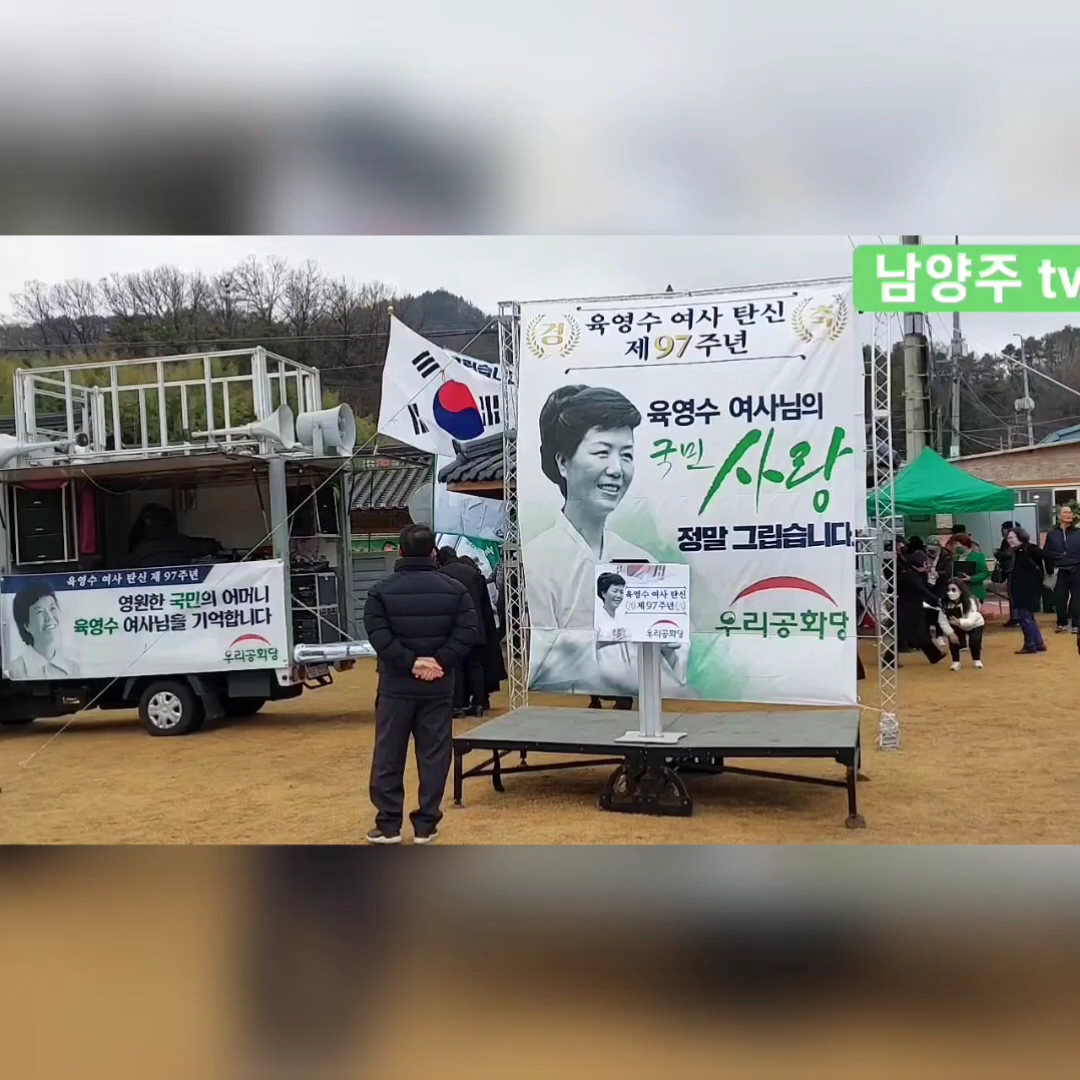 남양주 tv
경 육영수 여사 탄신 축
제97주년
육영수 여사님의
국민 사랑
정말 그립습니다.
우리공화당
육영수 여사 탄신
제97주년
우리공화당
육영수 여사 탄신 제97주년
영원한 국민의 어머니
육영수 여사님을 기억합니다
우리공화당